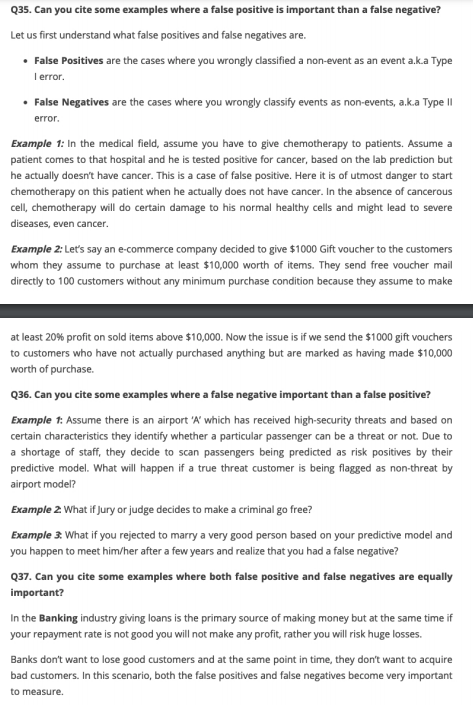 Q35. Can you cite some examples where a false positive is important than a false negative?
Let us first understand what false positives and false negatives are.
• False Positives are the cases where you wrongly classified a non-event as an event a.k.a Type
I error.
• False Negatives are the cases where you wrongly classify events as non-events, a.k.a Type II
error.
Example 1: In the medical field, assume you have to give chemotherapy to patients. Assume a
patient comes to that hospital and he is tested positive for cancer, based on the lab prediction but
he actually doesn't have cancer. This is a case of false positive. Here it is of utmost danger to start
chemotherapy on this patient when he actually does not have cancer. In the absence of cancerous
cell, chemotherapy will do certain damage to his normal healthy cells and might lead to severe
diseases, even cancer.
Example 2: Let's say an e-commerce company decided to give $1000 Gift voucher to the customers
whom they assume to purchase at least $10,000 worth of items. They send free voucher mail
directly to 100 customers without any minimum purchase condition because they assume to make
at least 20% profit on sold items above $10,000. Now the issue is if we send the $1000 gift vouchers
to customers who have not actually purchased anything but are marked as having made $10,000
worth of purchase.
Q36. Can you cite some examples where a false negative important than a false positive?
Example 1: Assume there is an airport 'A' which has received high-security threats and based on
certain characteristics they identify whether a particular passenger can be a threat or not. Due to
a shortage of staff, they decide to scan passengers being predicted as risk positives by their
predictive model. What will happen if a true threat customer is being flagged as non-threat by
airport model?
Example 2: What if Jury or judge decides to make a criminal go free?
Example 3: What if you rejected to marry a very good person based on your predictive model and
you happen to meet him/her after a few years and realize that you had a false negative?
Q37. Can you cite some examples where both false positive and false negatives are equally
important?
In the Banking industry giving loans is the primary source of making money but at the same time if
your repayment rate is not good you will not make any profit, rather you will risk huge losses.
Banks don't want to lose good customers and at the same point in time, they don't want to acquire
bad customers. In this scenario, both the false positives and false negatives become very important
to measure.